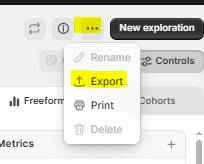 New exploration
Rename
Controls
Export
Freeform
Print
Cohorts
Delete
Metrics